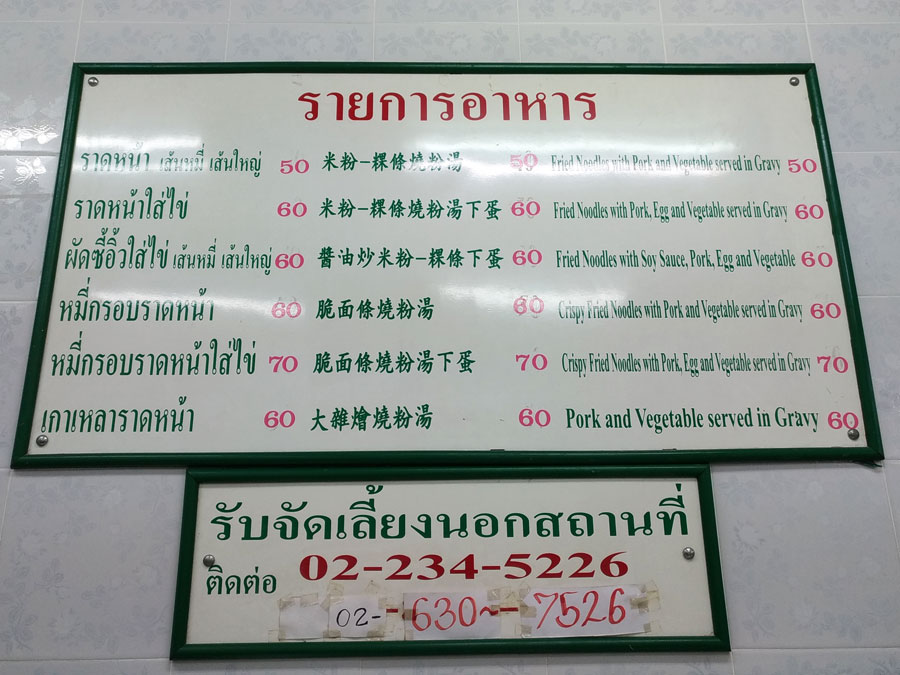 รายการอาหาร
ราดหน้า เส้นหมี่ เส้นใหญ่ 50 米粉-粿條燒粉湯 50 Fried Noodles with Pork and Vegetable served in Gravy 50
ราดหน้าใส่ไข่ 60 米粉-粿條燒粉湯下蛋 60 Fried Noodles with Pork, Egg and Vegetable served in Gravy 60
ผัดซี้อิ้วใส่ไข่ เส้นหมี่ เส้นใหญ่ 60 醬油炒米粉-粿條下蛋 60 Fried Noodles with Soy Sauce, Pork, Egg and Vegetable 60
หมี่กรอบราดหน้า 60 脆面條燒粉湯 60 Crispy Fried Noodles with Pork and Vegetable served in Gravy 60
หมี่กรอบราดหน้าใส่ไข่ 70 脆面條燒粉湯下蛋 70 Crispy Fried Noodles with Pork, Egg and Vegetable served in Gravy 70
เกาเหลาราดหน้า 60 大雜燴燒粉湯 60 Pork and Vegetable served in Gravy 60
รับจัดเลี้ยงนอกสถานที่
ติดต่อ 02-234-5226
02--630~-7526